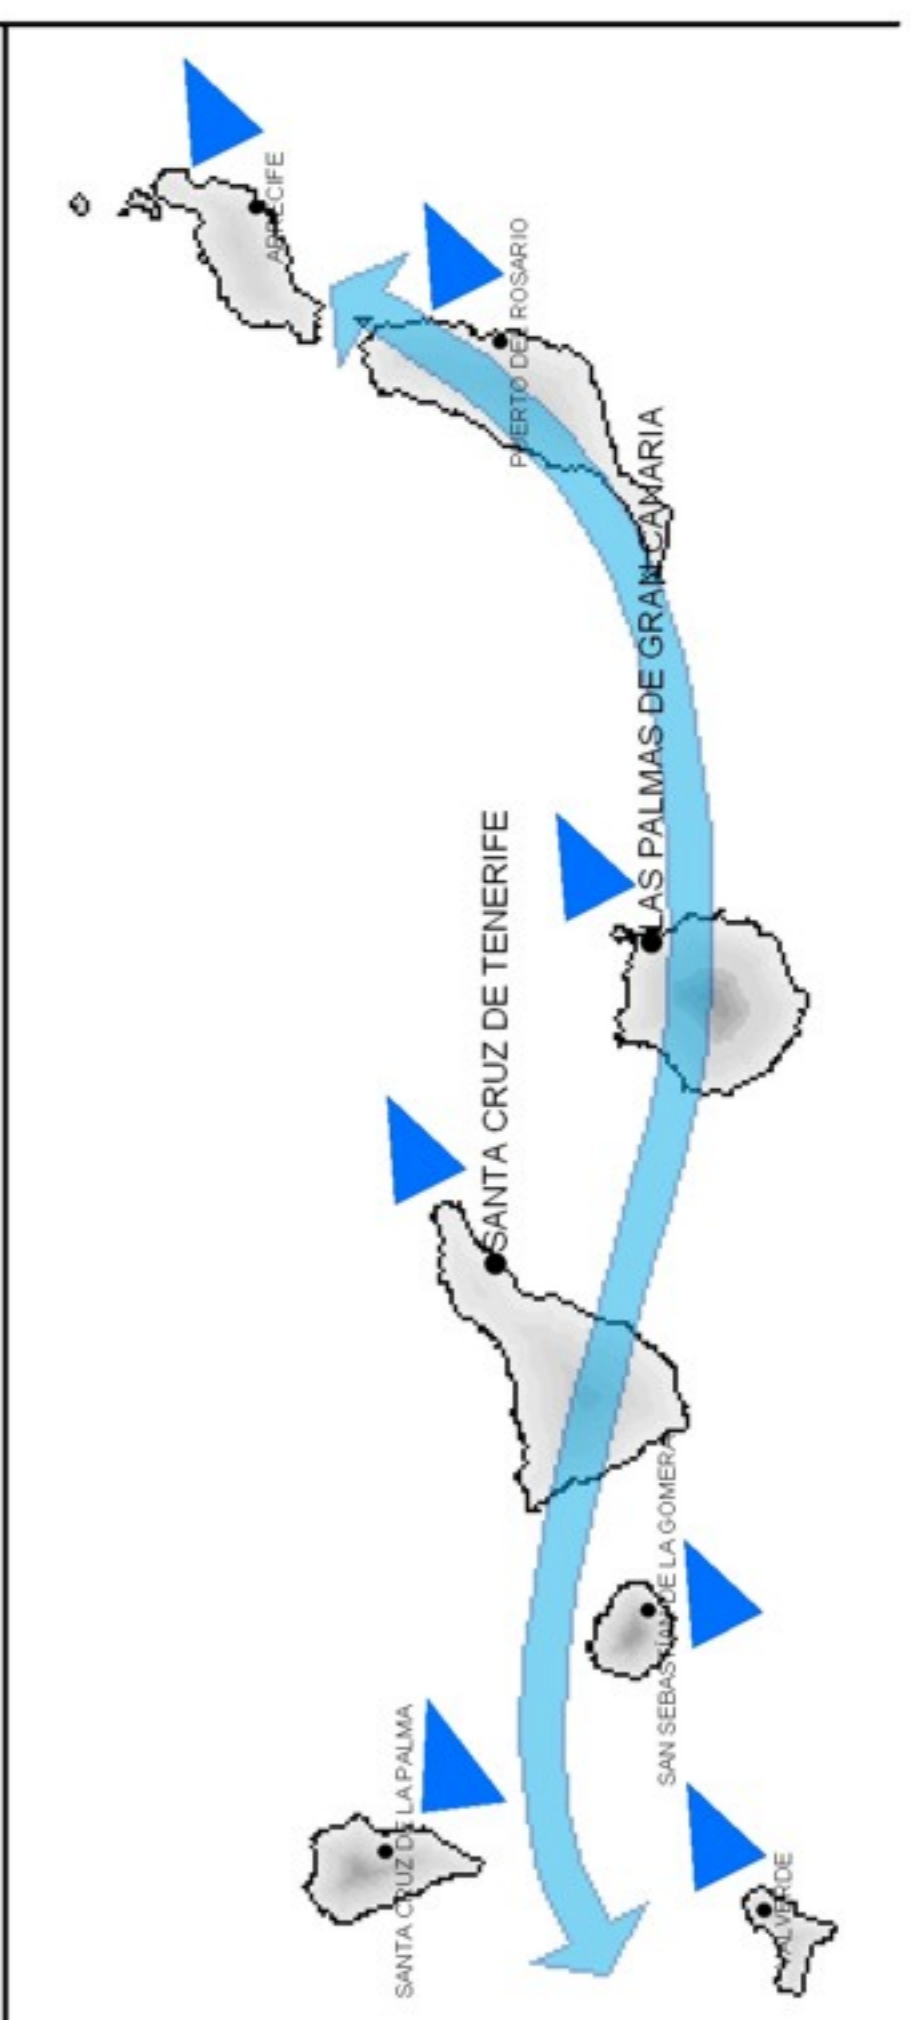 ARRECIFE
PUERTO DEL ROSARIO
LAS PALMAS DE GRAN CANARIA
SANTA CRUZ DE TENERIFE
SAN SEBASTÍAN DE LA GOMERA
SANTA CRUZ DE LA PALMA
VALVERDE